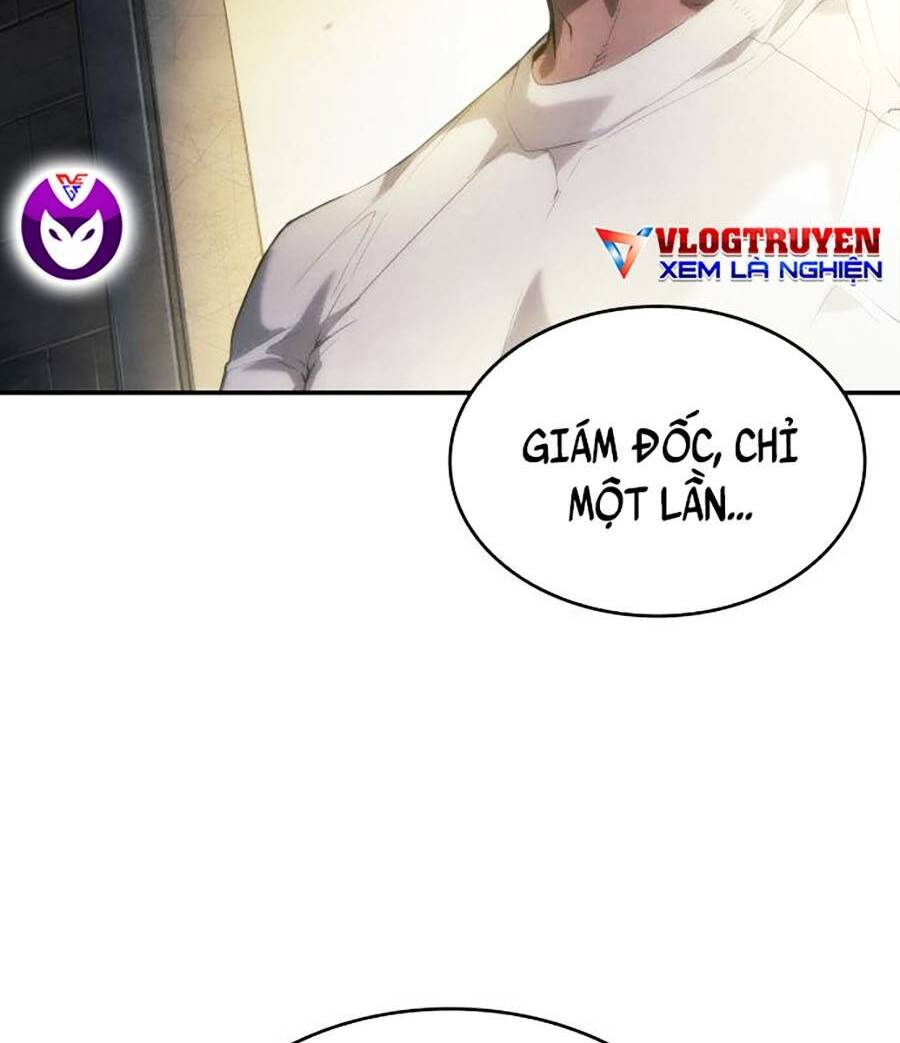 VLOGTRUYEN
XEM LÀ NGHIỆN
GIÁM ĐỐC, CHỈ
MỘT LẦN...